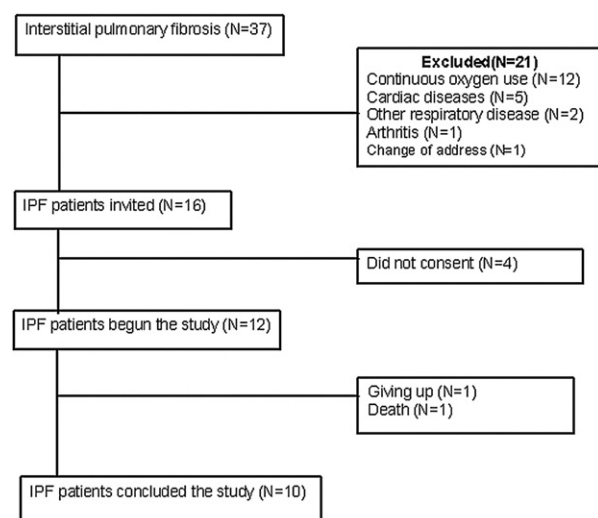 Interstitial pulmonary fibrosis (N=37)
Excluded(N=21)
Continuous oxygen use (N=12)
Cardiac diseases (N=5)
Other respiratory disease (N=2)
Arthritis (N=1)
Change of address (N=1)
IPF patients invited (N=16)
Did not consent (N=4)
IPF patients begun the study (N=12)
Giving up (N=1)
Death (N=1)
IPF patients concluded the study (N=10)